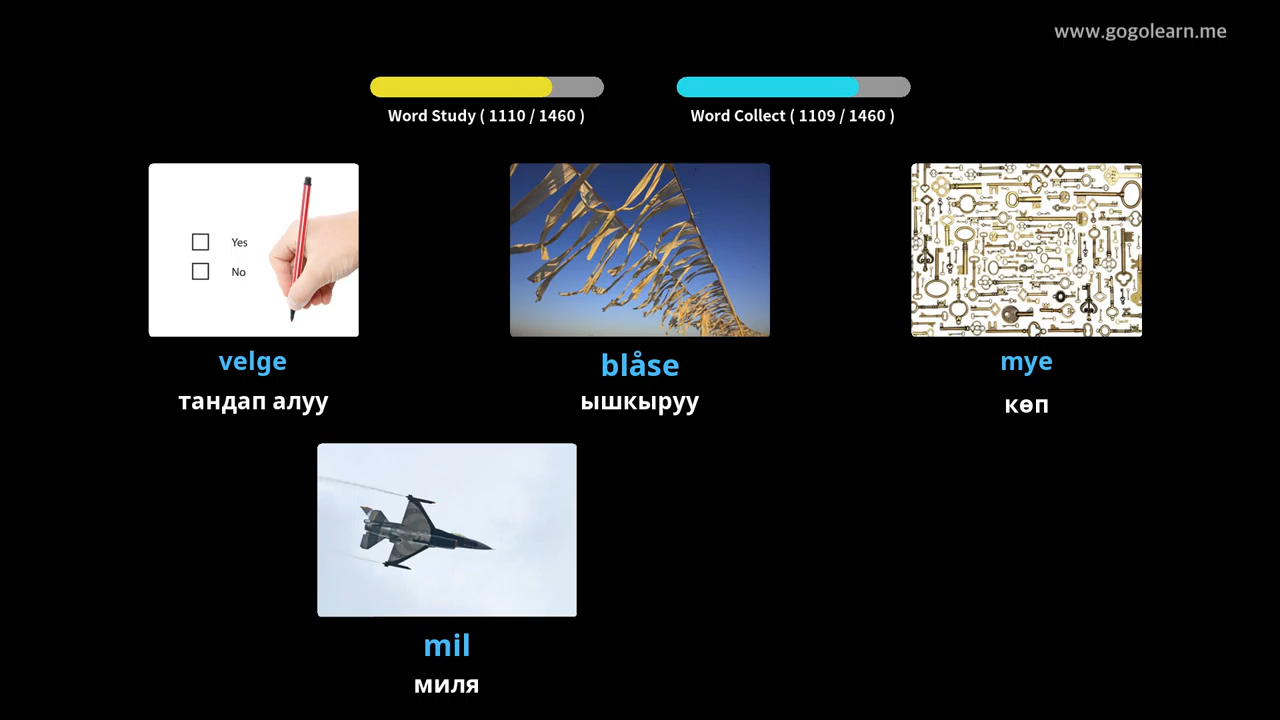 www.gogolearn.me
Word Study ( 1110 / 1460 )
Word Collect ( 1109 / 1460 )
Yes
No
velge
тандап алуу
blåse
ышкыруу
mye
көп
mil
миля